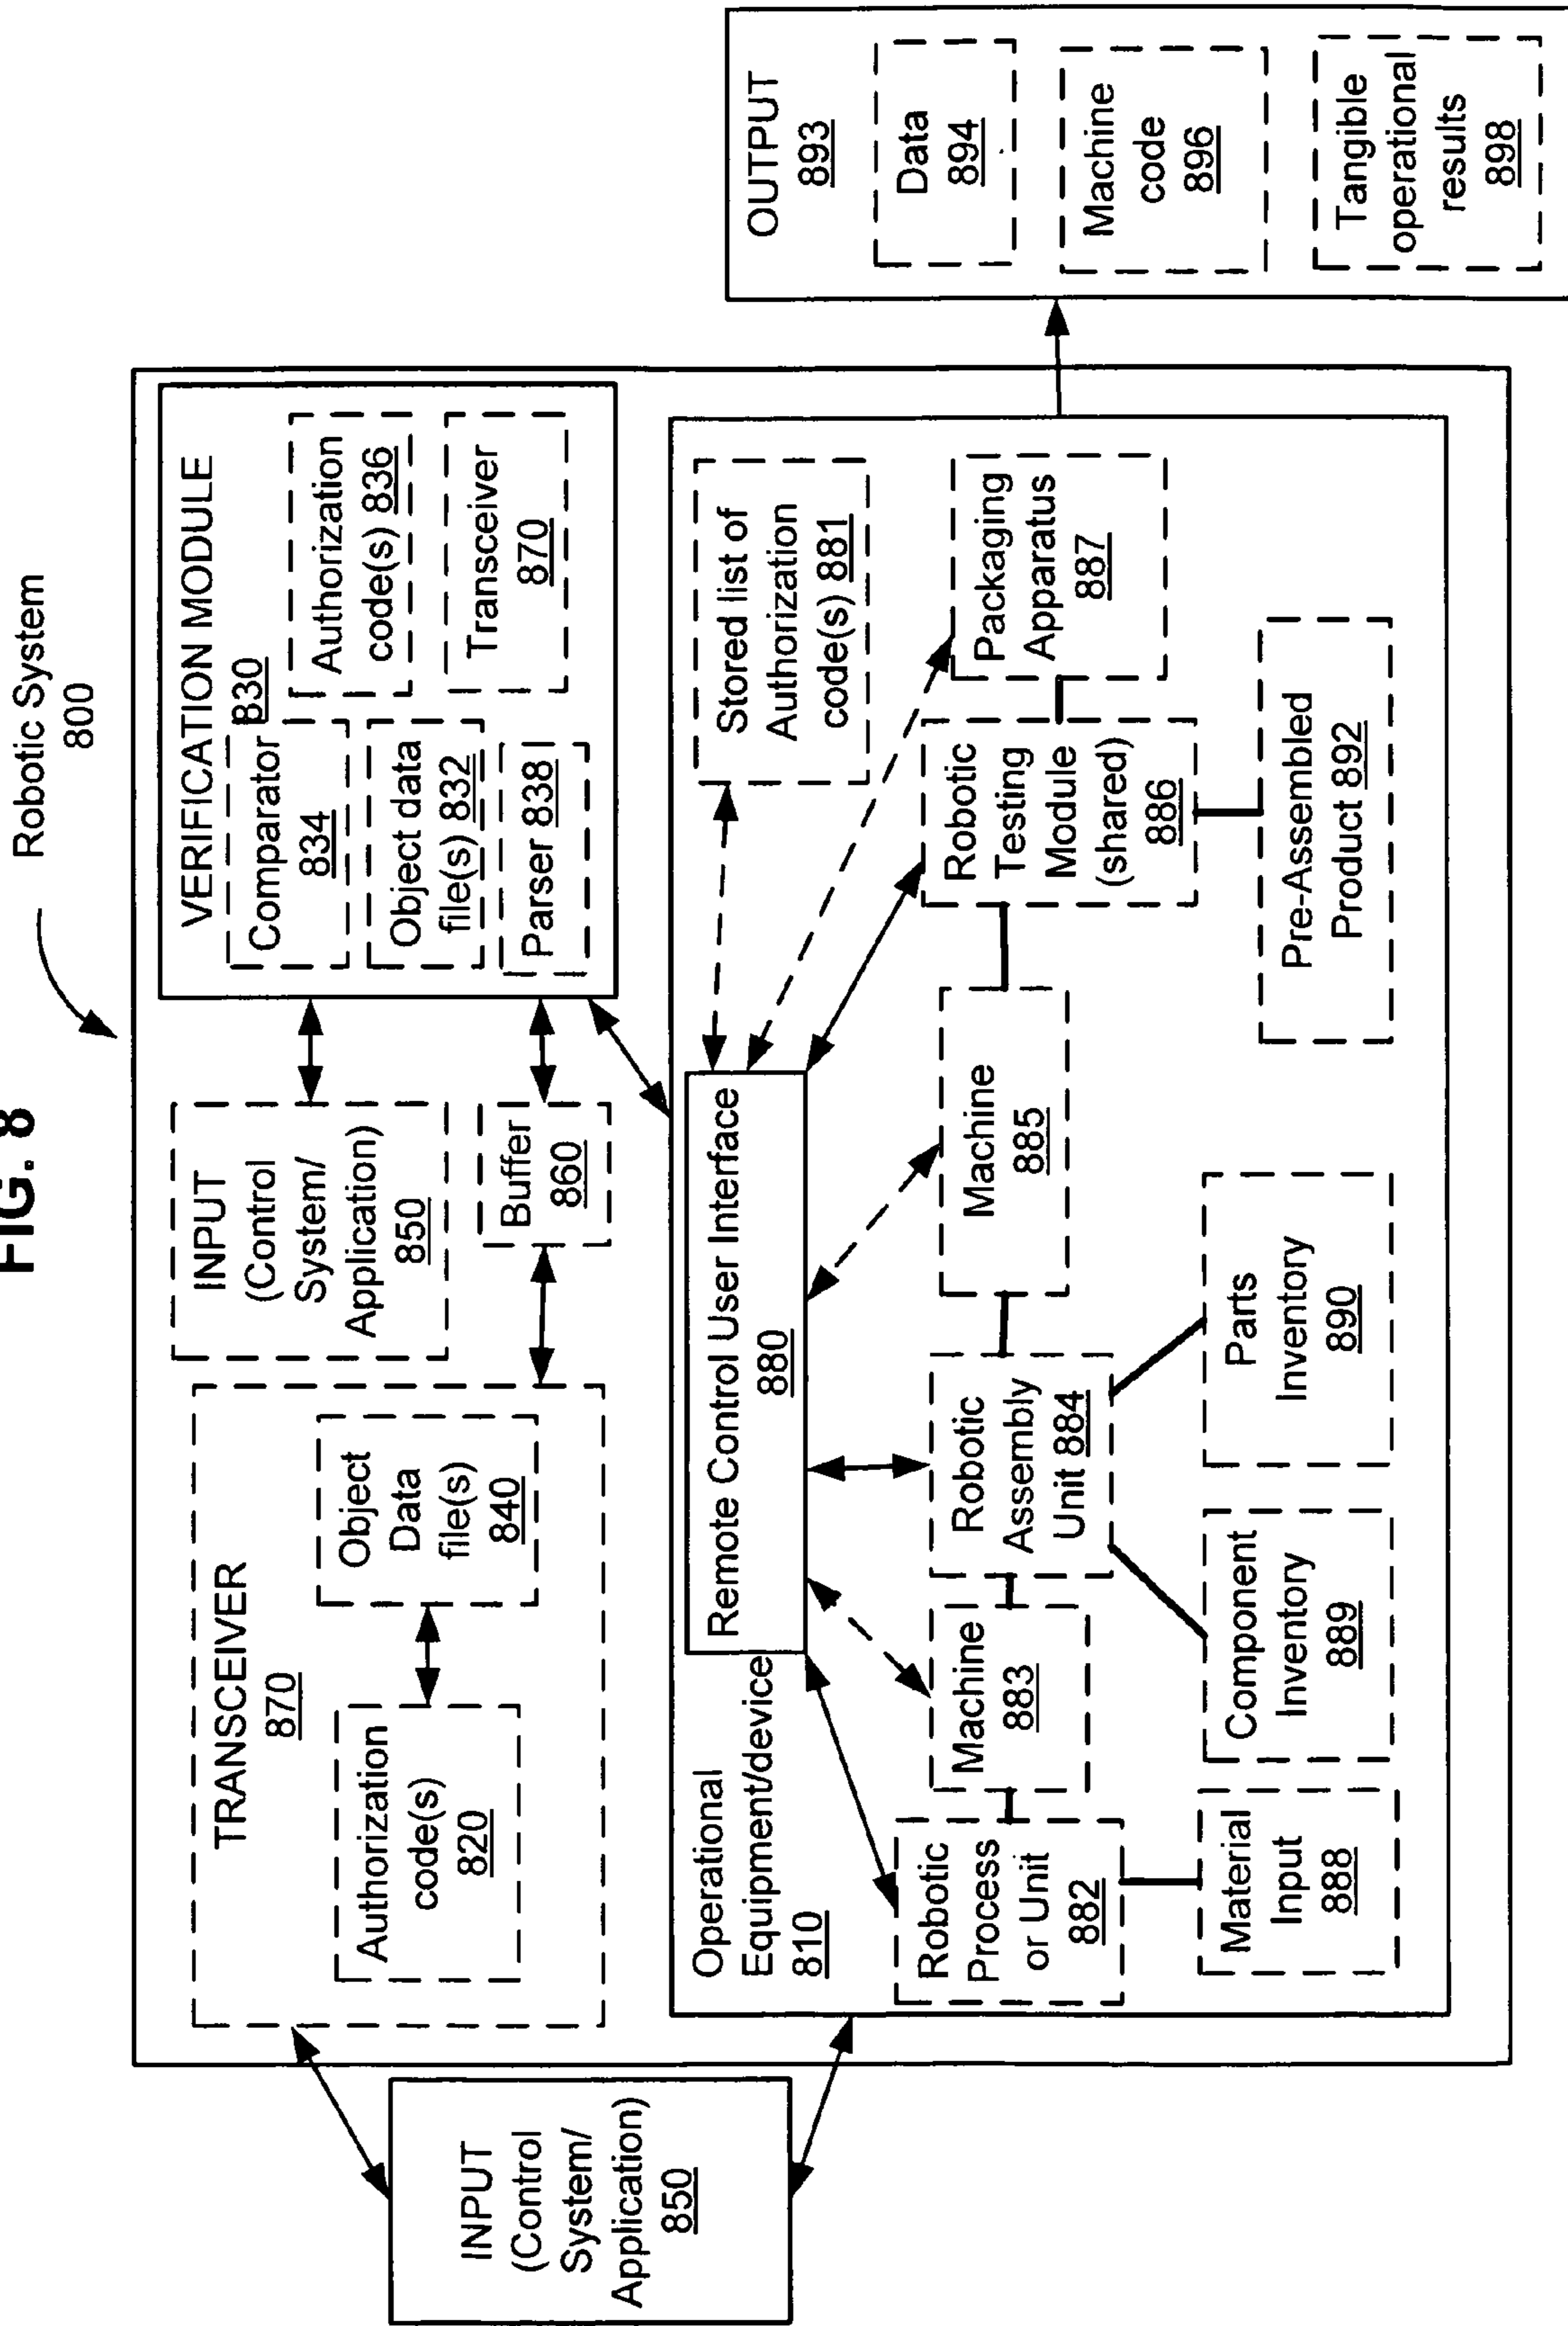 FIG. 8
Robotic System
800
INPUT
(Control
System/
Application)
850
TRANSCEIVER
870
Authorization
code(s)
820
Object
Data
file(s)
840
INPUT
(Control
System/
Application)
850
Buffer
860
VERIFICATION MODULE
830
Comparator
834
Authorization
code(s) 836
Object data
file(s) 832
Parser 838
Transceiver
870
Operational
Equipment/device
810
Remote Control User Interface
880
Stored list of
Authorization
code(s) 881
Robotic
Process
or Unit
882
Machine
883
Robotic
Assembly
Unit 884
Machine
885
Robotic
Testing
Module
(shared)
886
Packaging
Apparatus
887
Material
Input
888
Component
Inventory
889
Parts
Inventory
890
Pre-Assembled
Product 892
OUTPUT
893
Data
894
Machine
code
896
Tangible
operational
results
898